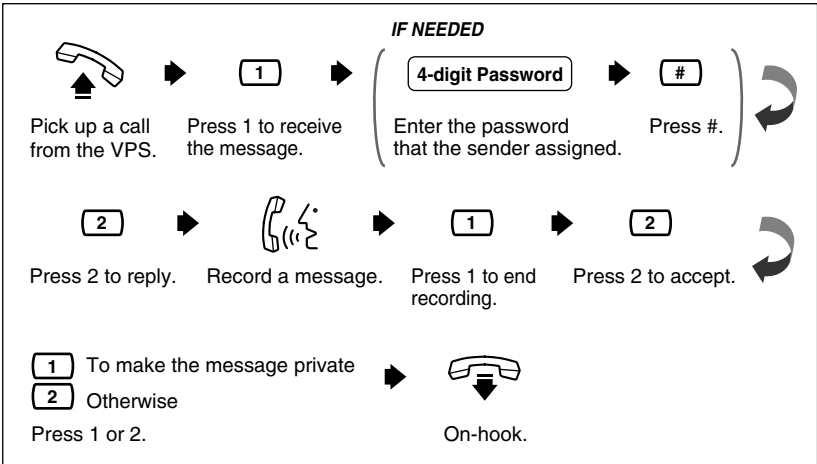 IF NEEDED
1
4-digit Password
#
Pick up a call
from the VPS.
Press 1 to receive
the message.
Enter the password
that the sender assigned.
Press #.
2
1
2
Press 2 to reply.
Record a message.
Press 1 to end
recording.
Press 2 to accept.
1 To make the message private
2 Otherwise
Press 1 or 2.
On-hook.